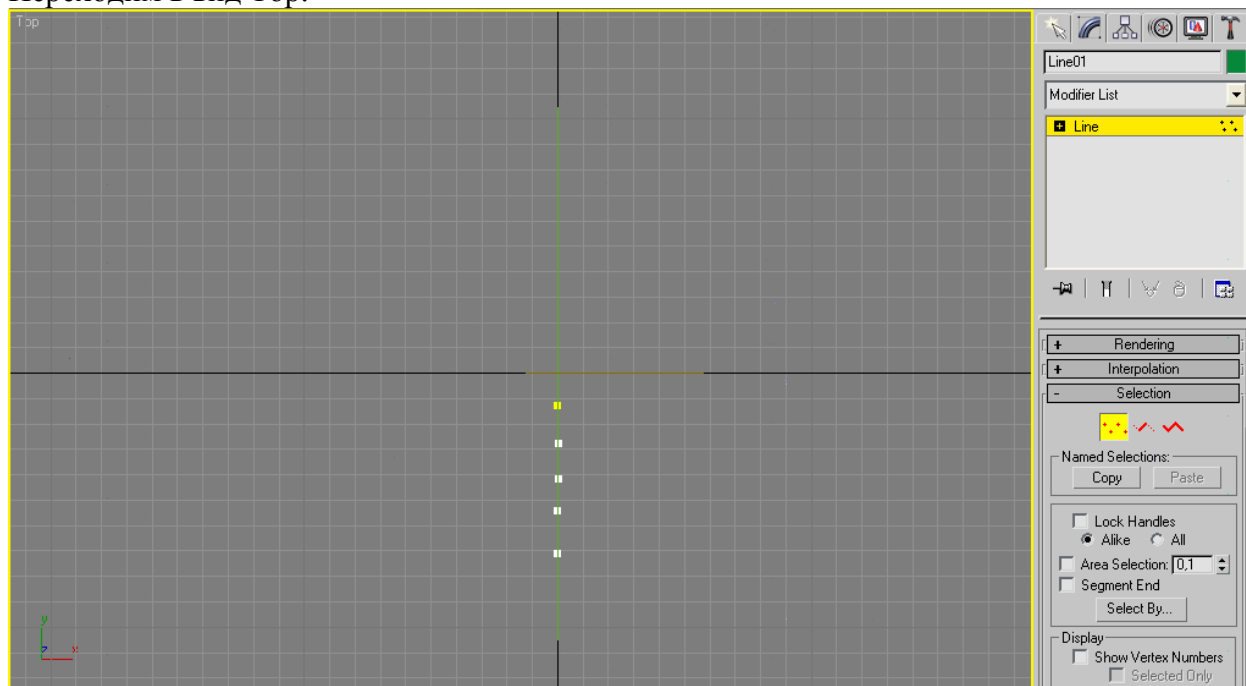 Переходим в вид Top.
Top
Line01
Modifier List
Line
Rendering
Interpolation
Selection
Named Selections:
Copy Paste
Lock Handles
Alike All
Area Selection: 0,1
Segment End
Select By...
Display
Show Vertex Numbers
Selected Only
y
z x